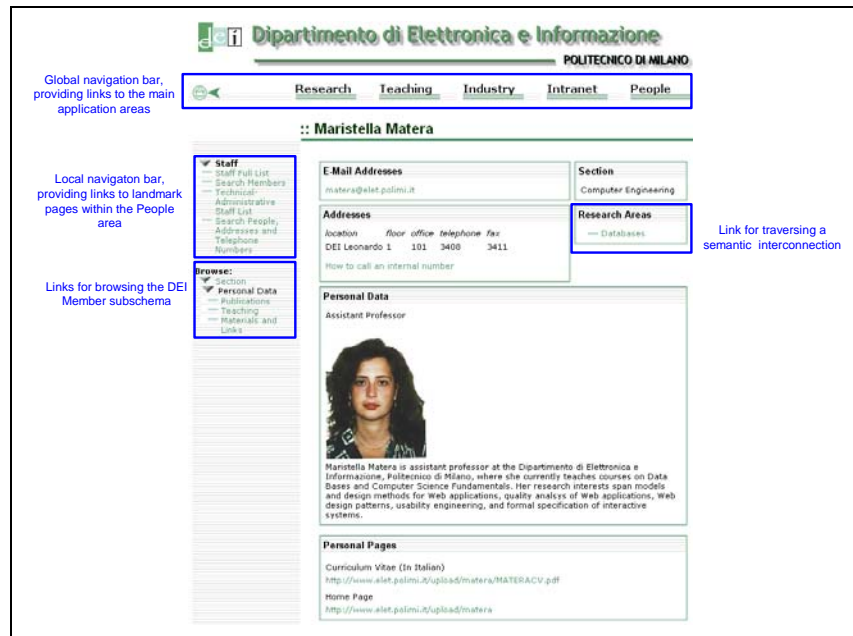 dei Dipartimento di Elettronica e Informazione
POLITECNICO DI MILANO
Global navigation bar,
providing links to the main
application areas
Research Teaching Industry Intranet People
:: Maristella Matera
Local navigaton bar,
providing links to landmark
pages within the People
area
Staff
Staff Full List
Search Members
Technical-
Administrative
Staff List
Search People,
Addresses and
Telephone
Numbers
Links for browsing the DEI
Member subschema
Browse:
Section
Personal Data
Publications
Teaching
Materials and
Links
E-Mail Addresses
matera@elet.polimi.it
Section
Computer Engineering
Addresses
location floor office telephone fax
DEI Leonardo 1 101 3408 3411
How to call an internal number
Research Areas
Databases
Link for traversing a
semantic interconnection
Personal Data
Assistant Professor
Maristella Matera is assistant professor at the Dipartimento di Elettronica e
Informazione, Politecnico di Milano, where she currently teaches courses on Data
Bases and Computer Science Fundamentals. Her research interests span models
and design methods for Web applications, quality analsys of Web applications, Web
design patterns, usability engineering, and formal specification of interactive
systems.
Personal Pages
Curriculum Vitae (In Italian)
http://www.elet.polimi.it/upload/matera/MATERACV.pdf
Home Page
http://www.elet.polimi.it/upload/matera